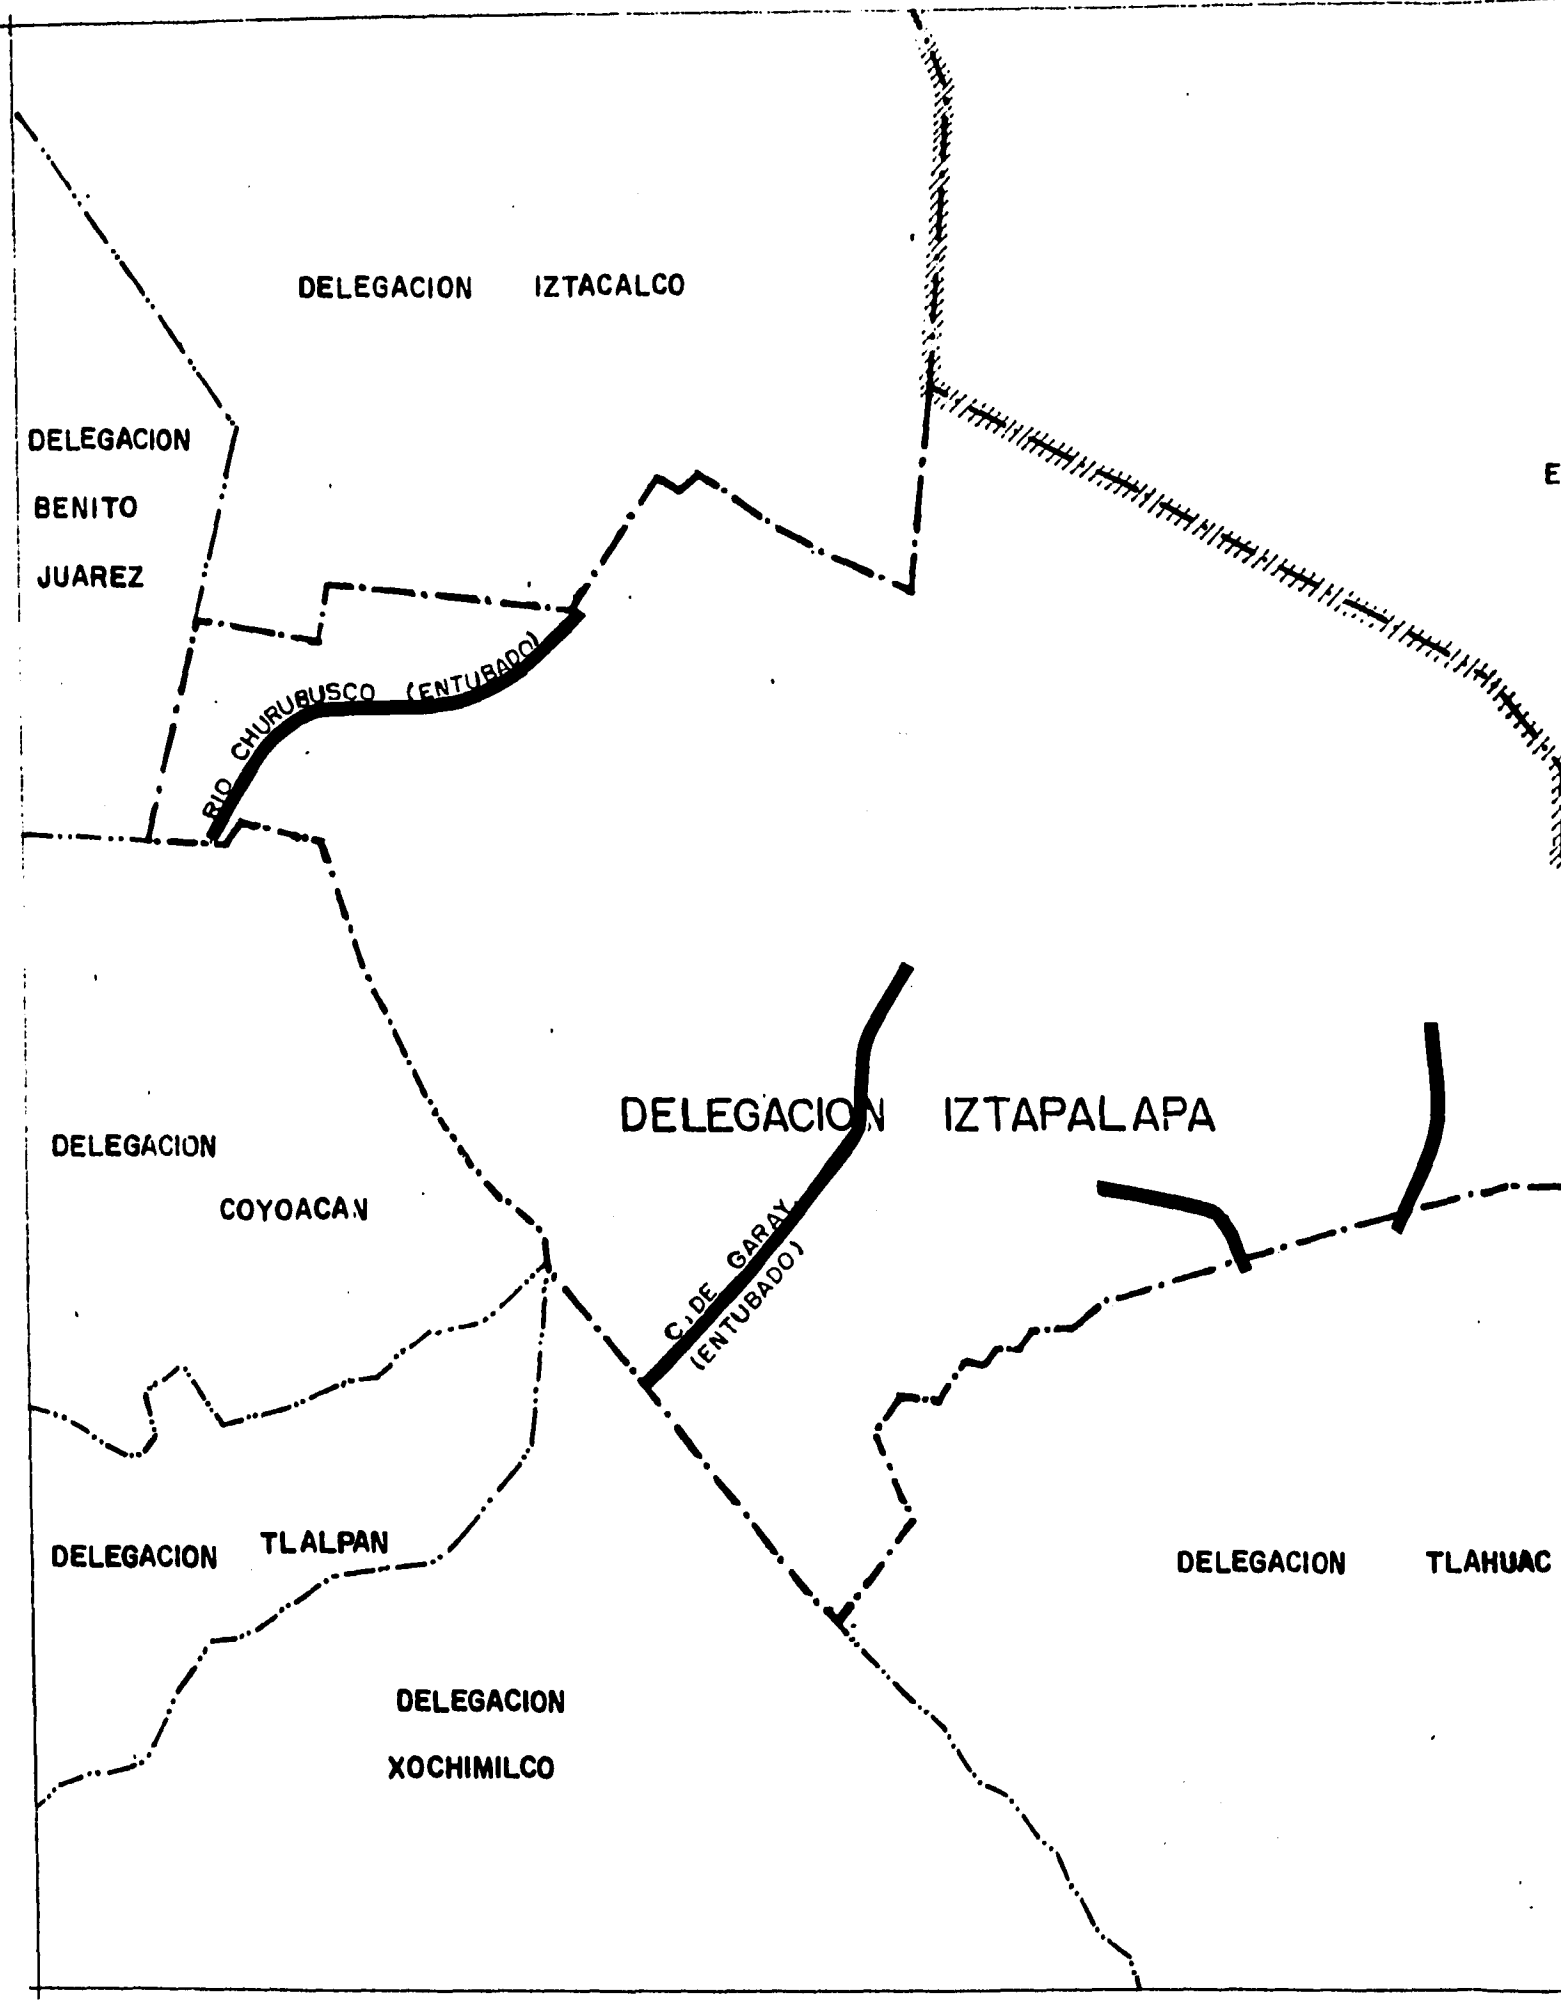 DELEGACION IZTACALCO
DELEGACION
BENITO
JUAREZ
E
RIO CHURUBUSCO (ENTUBADO)
DELEGACION IZTAPALAPA
DELEGACION
COYOACAN
C. DE GARAY
(ENTUBADO)
DELEGACION TLALPAN
DELEGACION TLAHUAC
DELEGACION
XOCHIMILCO